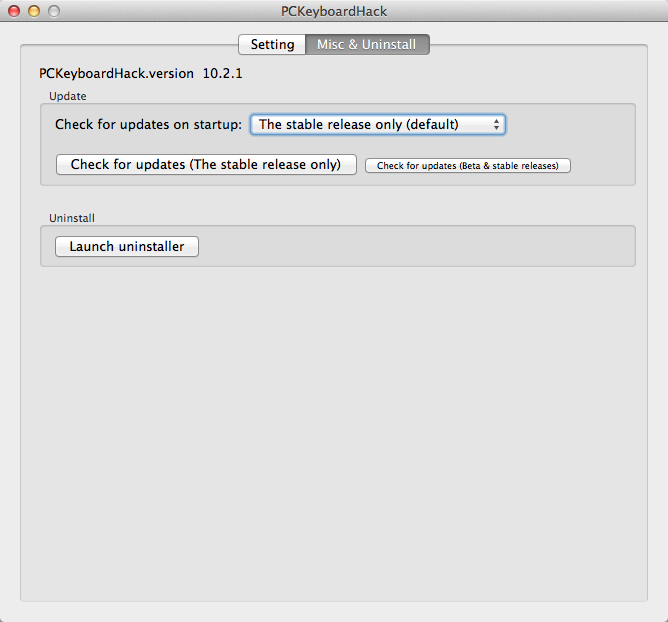 PCKeyboardHack
Setting Misc & Uninstall
PCKeyboardHack.version 10.2.1
Update
Check for updates on startup: The stable release only (default)
Check for updates (The stable release only) Check for updates (Beta & stable releases)
Uninstall
Launch uninstaller